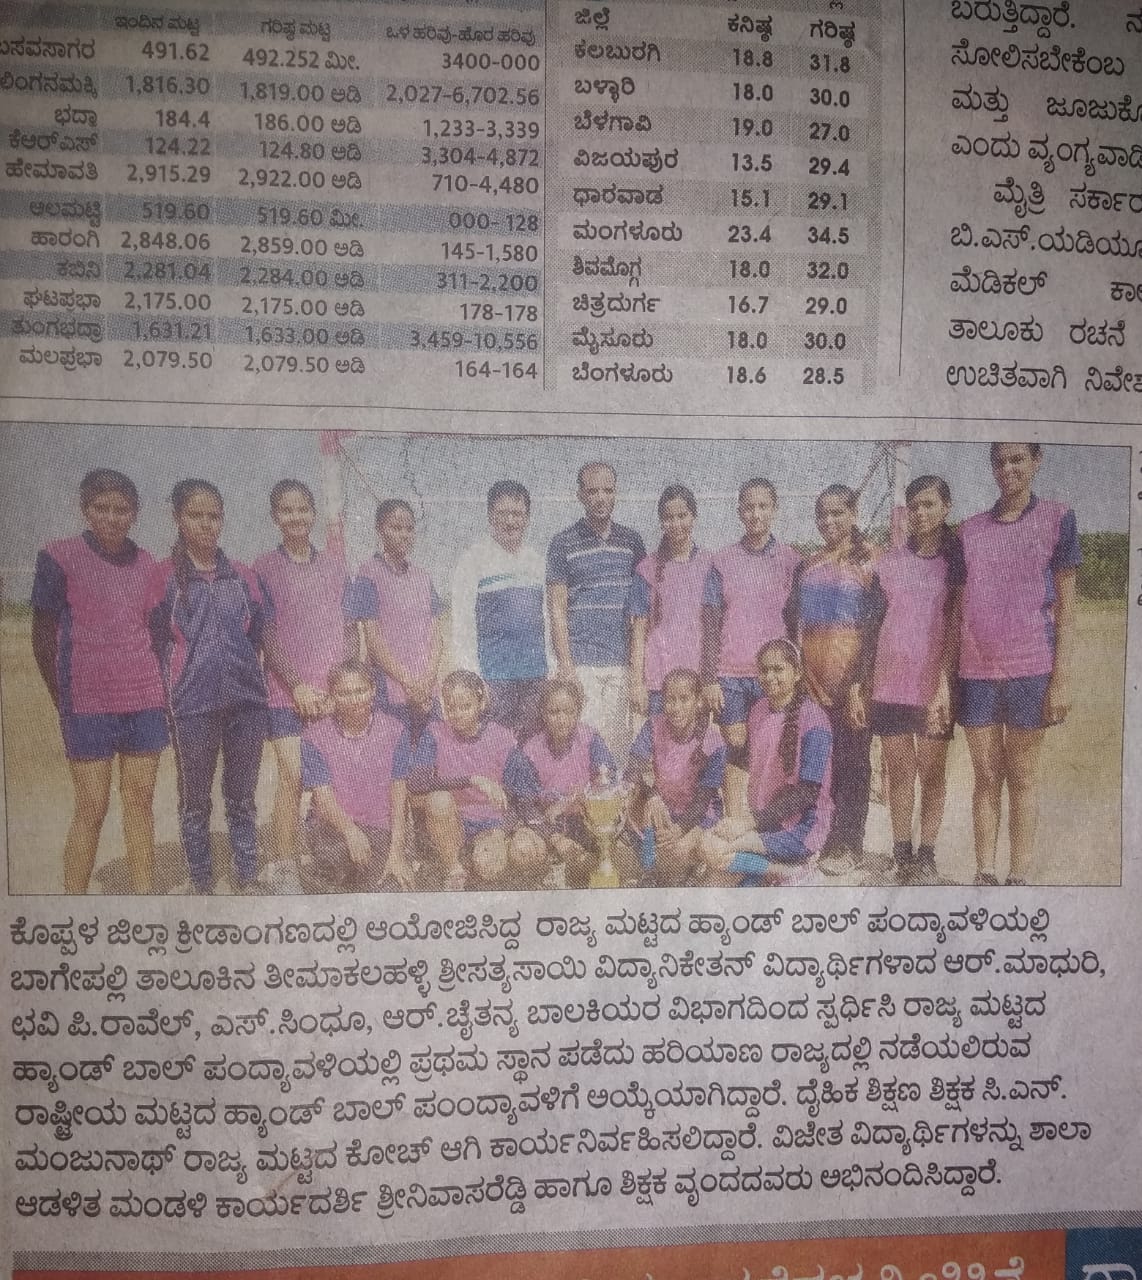 ಇಂದಿನ ಮಟ್ಟ ಗರಿಷ್ಠ ಮಟ್ಟ ಒಳ ಹರಿವು-ಹೊರ ಹರಿವು
ಬಸವಸಾಗರ 491.62 492.252 ಮೀ. 3400-000
ಲಿಂಗನಮಕ್ಕಿ 1,816.30 1,819.00 ಅಡಿ 2,027-6,702.56
ಭದ್ರಾ 184.4 186.00 ಅಡಿ 1,233-3,339
ಕೆಆರ್‌ಎಸ್ 124.22 124.80 ಅಡಿ 3,304-4,872
ಹೇಮಾವತಿ 2,915.29 2,922.00 ಅಡಿ 710-4,480
ಆಲಮಟ್ಟಿ 519.60 519.60 ಮೀ. 000-128
ಹಾರಂಗಿ 2,848.06 2,859.00 ಅಡಿ 145-1,580
ಕಬಿನಿ 2,281.04 2,284.00 ಅಡಿ 311-2,200
ಘಟಪ್ರಭಾ 2,175.00 2,175.00 ಅಡಿ 178-178
ತುಂಗಭದ್ರಾ 1,631.21 1,633.00 ಅಡಿ 3,459-10,556
ಮಲಪ್ರಭಾ 2,079.50 2,079.50 ಅಡಿ 164-164
ಜಿಲ್ಲೆ ಕನಿಷ್ಠ ಗರಿಷ್ಠ
ಕಲಬುರಗಿ 18.8 31.8
ಬಳ್ಳಾರಿ 18.0 30.0
ಬೆಳಗಾವಿ 19.0 27.0
ವಿಜಯಪುರ 13.5 29.4
ಧಾರವಾಡ 15.1 29.1
ಮಂಗಳೂರು 23.4 34.5
ಶಿವಮೊಗ್ಗ 18.0 32.0
ಚಿತ್ರದುರ್ಗ 16.7 29.0
ಮೈಸೂರು 18.0 30.0
ಬೆಂಗಳೂರು 18.6 28.5
ಬರುತ್ತಿದ್ದಾರೆ.
ಸೋಲಿಸಬೇಕೆಂಬ
ಮತ್ತು ಜೂಜುಕೊ
ಎಂದು ವ್ಯಂಗ್ಯವಾಡಿ
ಮೈತ್ರಿ ಸರ್ಕಾರ
ಬಿ.ಎಸ್.ಯಡಿಯೂ
ಮೆಡಿಕಲ್ ಕಾ
ತಾಲೂಕು ರಚನೆ
ಉಚಿತವಾಗಿ ನಿವೇಶ
ಕೊಪ್ಪಳ ಜಿಲ್ಲಾ ಕ್ರೀಡಾಂಗಣದಲ್ಲಿ ಆಯೋಜಿಸಿದ್ದ ರಾಜ್ಯ ಮಟ್ಟದ ಹ್ಯಾಂಡ್ ಬಾಲ್ ಪಂದ್ಯಾವಳಿಯಲ್ಲಿ
ಬಾಗೇಪಲ್ಲಿ ತಾಲೂಕಿನ ತೀಮಾಕಲಹಳ್ಳಿ ಶ್ರೀಸತ್ಯಸಾಯಿ ವಿದ್ಯಾನಿಕೇತನ್ ವಿದ್ಯಾರ್ಥಿಗಳಾದ ಆರ್.ಮಾಧುರಿ,
ಛವಿ ಪಿ.ರಾವೆಲ್, ಎಸ್.ಸಿಂಧೂ, ಆರ್.ಚೈತನ್ಯ ಬಾಲಕಿಯರ ವಿಭಾಗದಿಂದ ಸ್ಪರ್ಧಿಸಿ ರಾಜ್ಯ ಮಟ್ಟದ
ಹ್ಯಾಂಡ್ ಬಾಲ್ ಪಂದ್ಯಾವಳಿಯಲ್ಲಿ ಪ್ರಥಮ ಸ್ಥಾನ ಪಡೆದು ಹರಿಯಾಣ ರಾಜ್ಯದಲ್ಲಿ ನಡೆಯಲಿರುವ
ರಾಷ್ಟ್ರೀಯ ಮಟ್ಟದ ಹ್ಯಾಂಡ್ ಬಾಲ್ ಪಂಂದ್ಯಾವಳಿಗೆ ಆಯ್ಕೆಯಾಗಿದ್ದಾರೆ. ದೈಹಿಕ ಶಿಕ್ಷಣ ಶಿಕ್ಷಕ ಸಿ.ಎನ್.
ಮಂಜುನಾಥ್ ರಾಜ್ಯ ಮಟ್ಟದ ಕೋಚ್ ಆಗಿ ಕಾರ್ಯನಿರ್ವಹಿಸಲಿದ್ದಾರೆ. ವಿಜೇತ ವಿದ್ಯಾರ್ಥಿಗಳನ್ನು ಶಾಲಾ
ಆಡಳಿತ ಮಂಡಳಿ ಕಾರ್ಯದರ್ಶಿ ಶ್ರೀನಿವಾಸರೆಡ್ಡಿ ಹಾಗೂ ಶಿಕ್ಷಕ ವೃಂದದವರು ಅಭಿನಂದಿಸಿದ್ದಾರೆ.